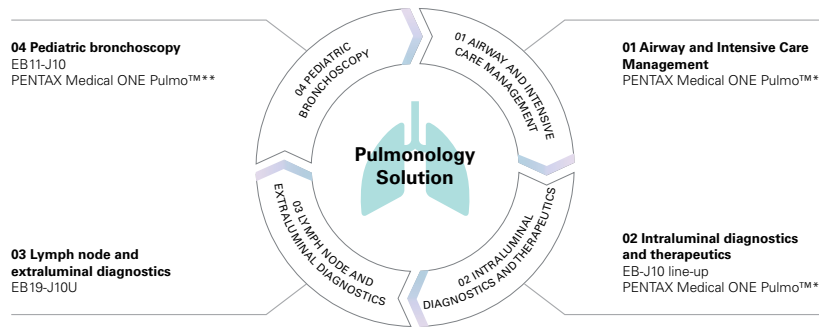 04 Pediatric bronchoscopy
EB11-J10
PENTAX Medical ONE Pulmo™**
04 PEDIATRIC
BRONCHOSCOPY
01 AIRWAY AND INTENSIVE
CARE MANAGEMENT
01 Airway and Intensive Care
Management
PENTAX Medical ONE Pulmo™*
Pulmonology
Solution
03 Lymph node and
extraluminal diagnostics
EB19-J10U
03 LYMPH NODE AND
EXTRALUMINAL DIAGNOSTICS
02 INTRALUMINAL
DIAGNOSTICS AND THERAPEUTICS
02 Intraluminal diagnostics
and therapeutics
EB-J10 line-up
PENTAX Medical ONE Pulmo™*